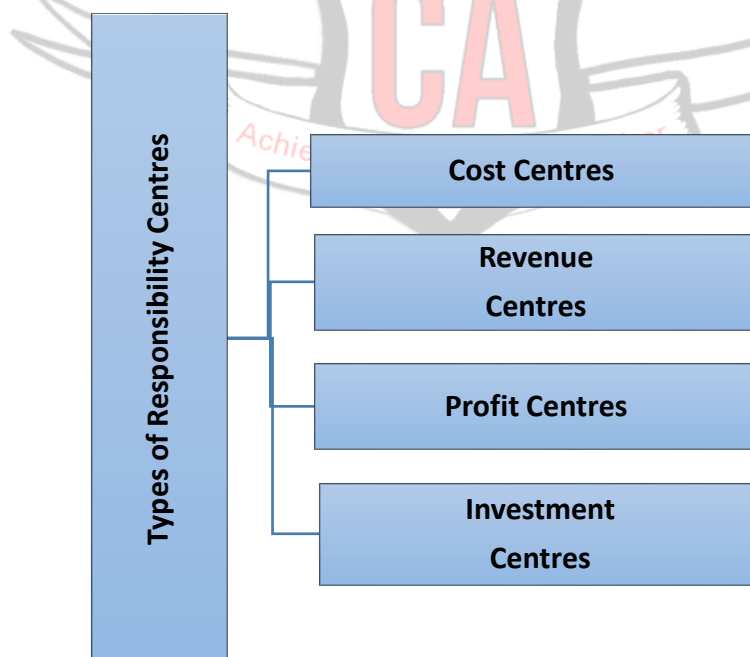 CA
Achie
Types of Responsibility Centres
Cost Centres
Revenue
Centres
Profit Centres
Investment
Centres